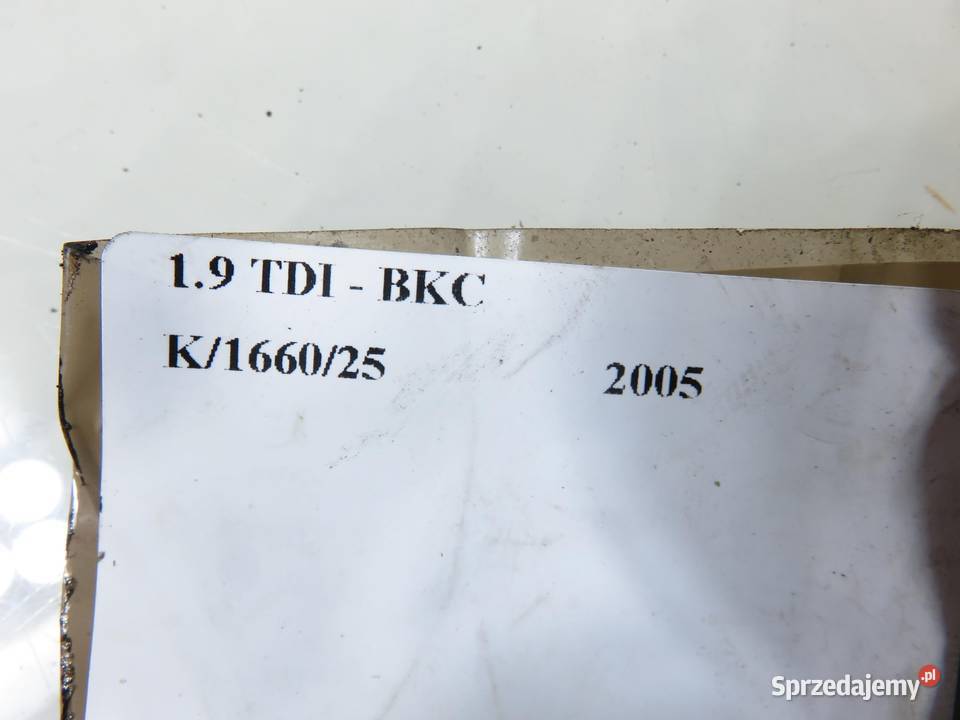 1.9 TDI - BKC
K/1660/25 2005
Sprzedajemy.pl